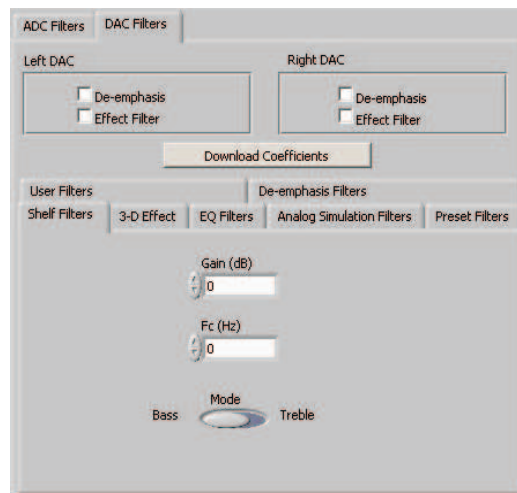 ADC Filters DAC Filters
Left DAC Right DAC
De-emphasis De-emphasis
Effect Filter Effect Filter
Download Coefficients
User Filters De-emphasis Filters
Shelf Filters 3-D Effect EQ Filters Analog Simulation Filters Preset Filters
Gain (dB)
0
Fc (Hz)
0
Mode
Bass Treble